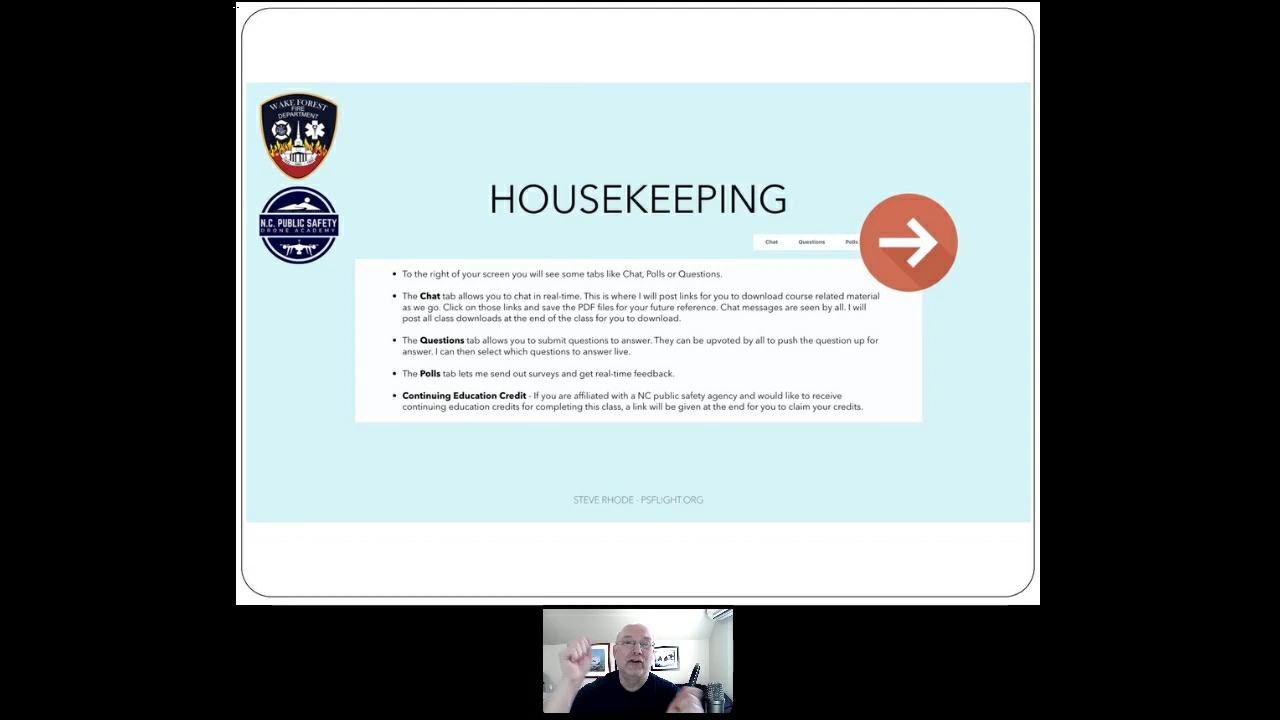 WAKE FOREST
FIRE
DEPARTMENT
N.C. PUBLIC SAFETY
DRONE ACADEMY
HOUSEKEEPING
Chat Questions Polls
• To the right of your screen you will see some tabs like Chat, Polls or Questions.
• The Chat tab allows you to chat in real-time. This is where I will post links for you to download course related material
as we go. Click on those links and save the PDF files for your future reference. Chat messages are seen by all. I will
post all class downloads at the end of the class for you to download.
• The Questions tab allows you to submit questions to answer. They can be upvoted by all to push the question up for
answer. I can then select which questions to answer live.
• The Polls tab lets me send out surveys and get real-time feedback.
• Continuing Education Credit - If you are affiliated with a NC public safety agency and would like to receive
continuing education credits for completing this class, a link will be given at the end for you to claim your credits.
STEVE RHODE - PSFLIGHT.ORG